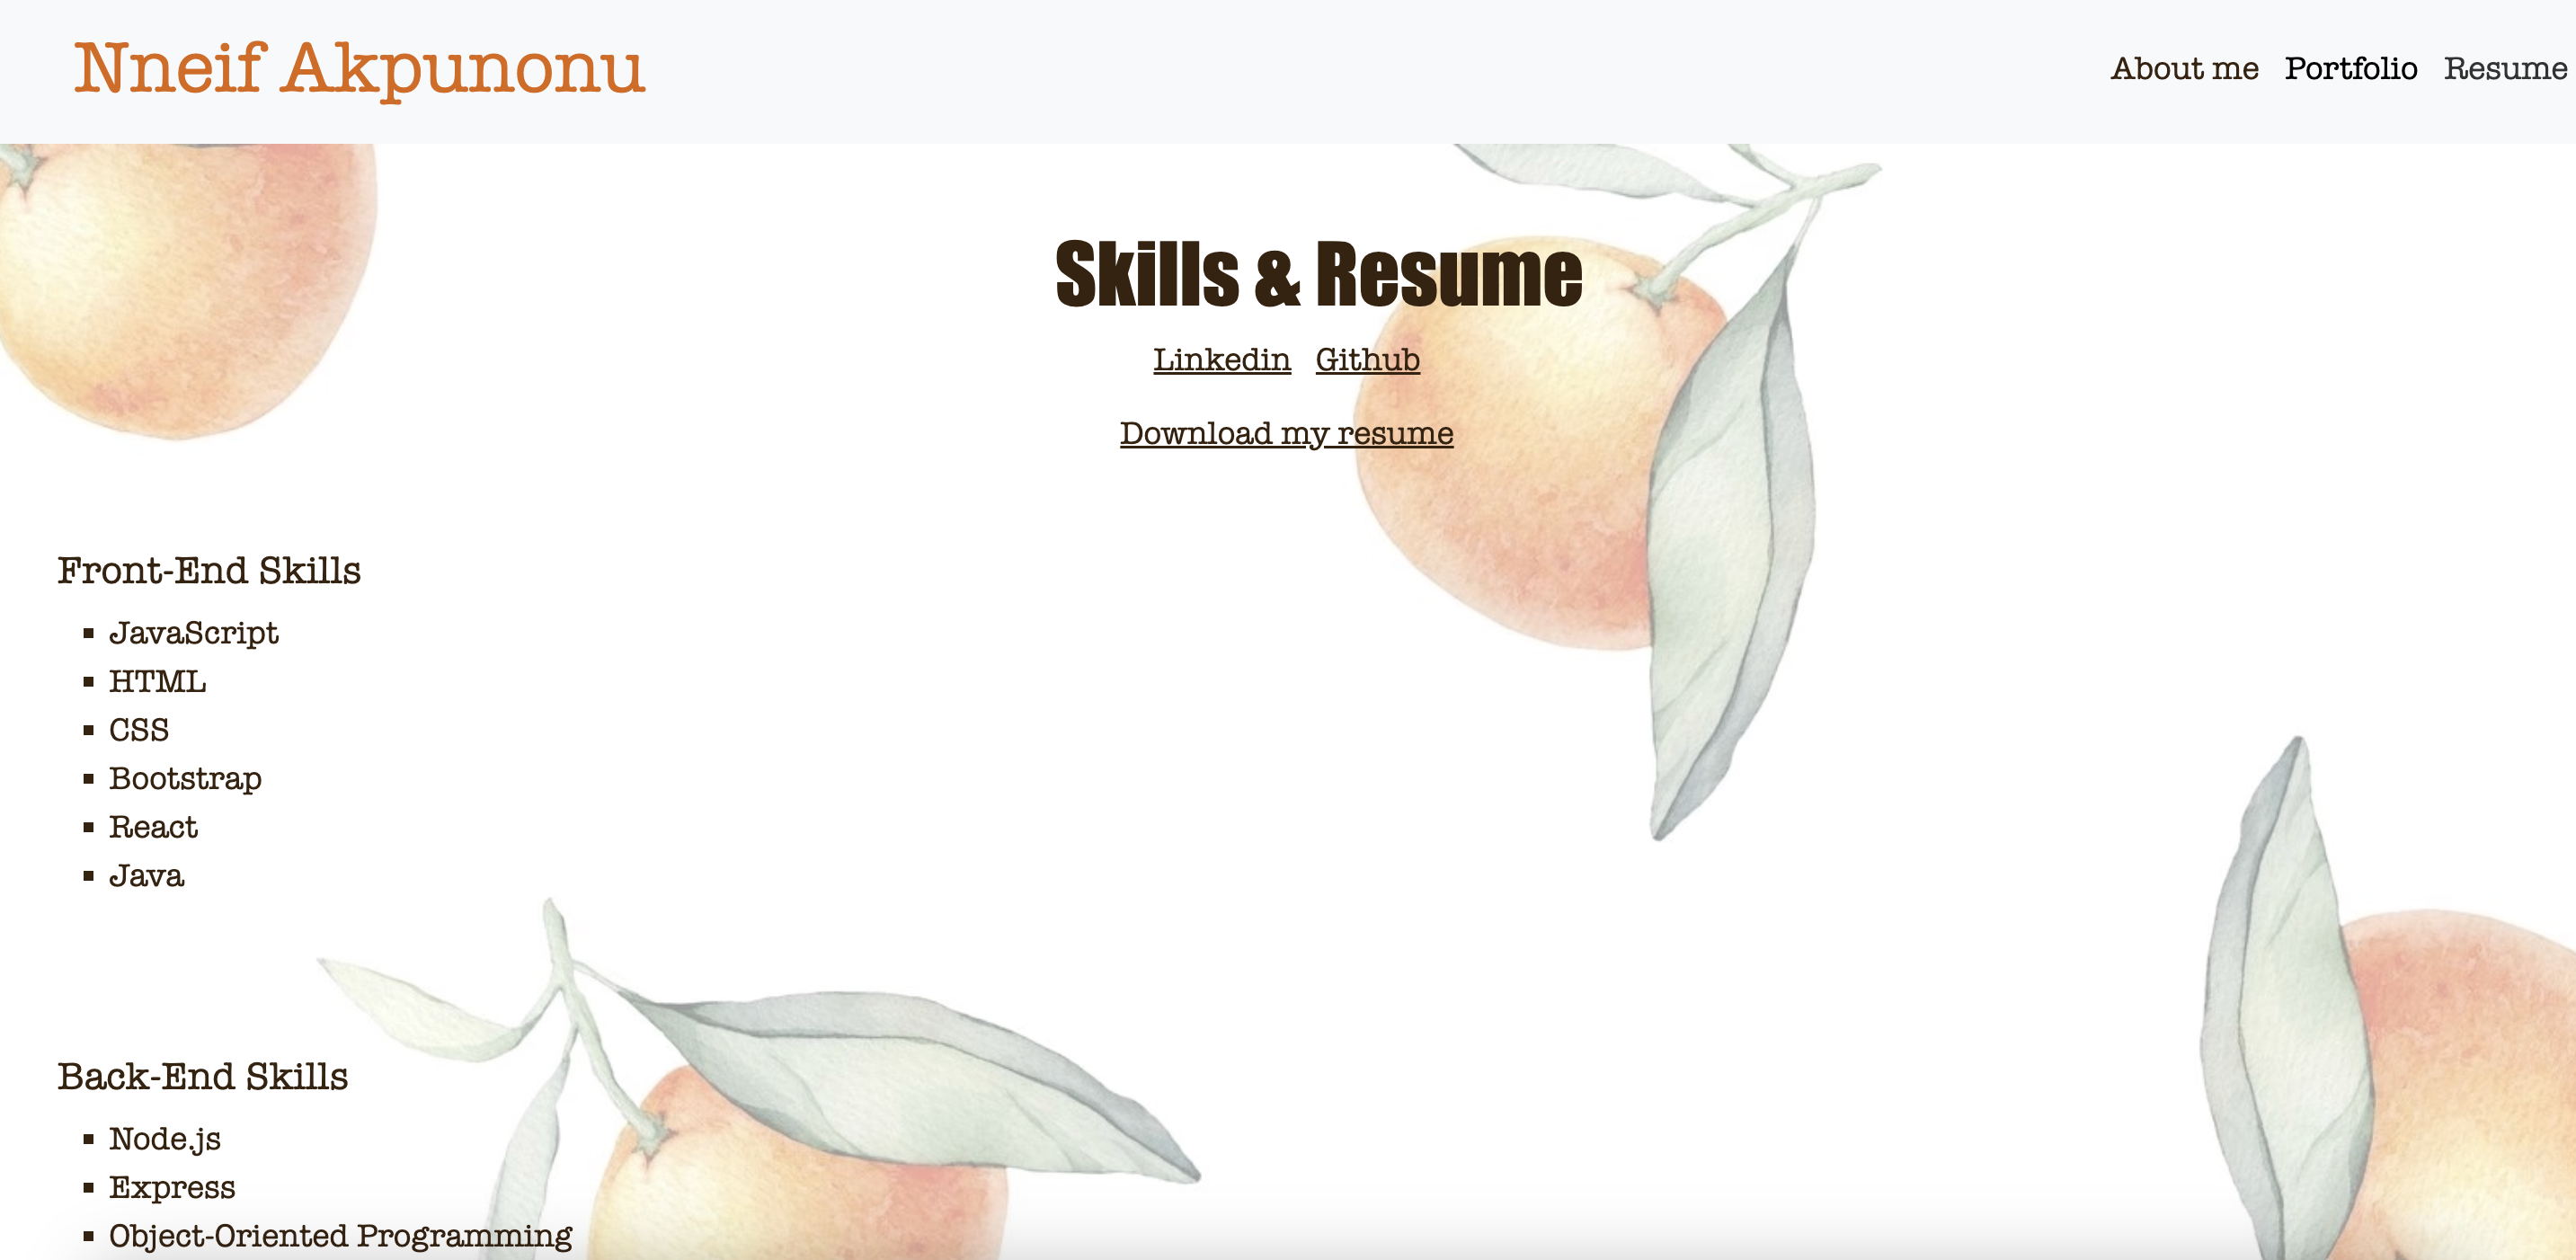 Nneif Akpunonu
About me Portfolio Resume
Skills & Resume
Linkedin Github
Download my resume
Front-End Skills
JavaScript
HTML
CSS
Bootstrap
React
Java
Back-End Skills
Node.js
Express
Object-Oriented Programming